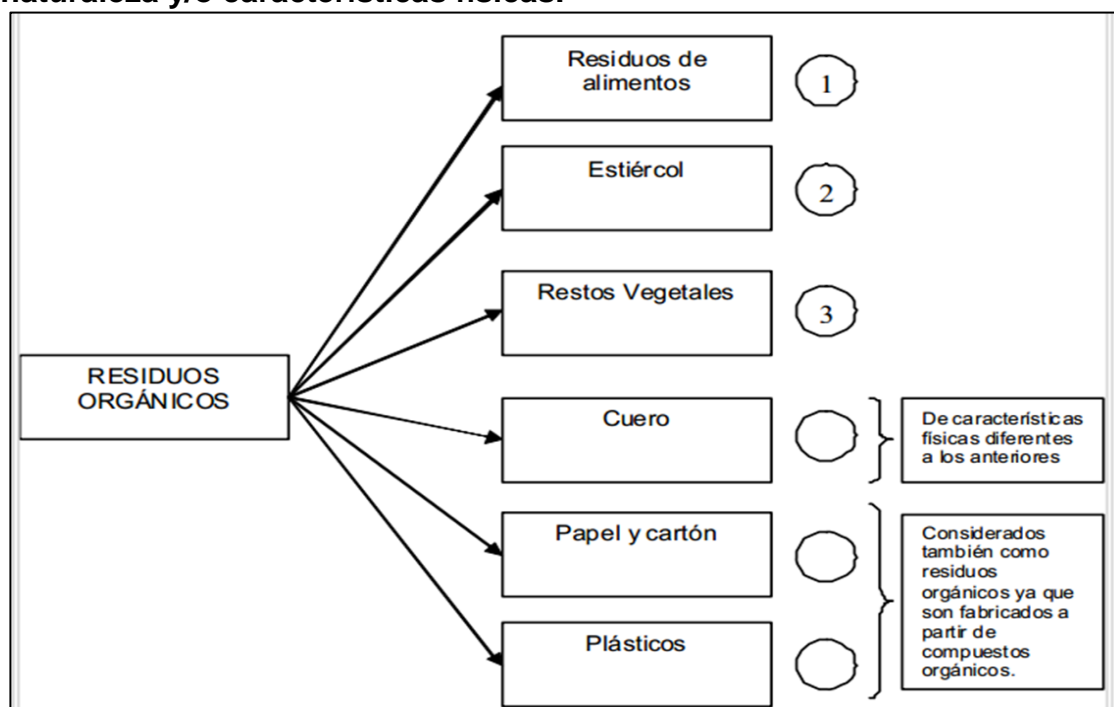 naturaleza y/o características físicas.
Residuos de
alimentos
1
Estiércol
2
Restos Vegetales
3
RESIDUOS
ORGÁNICOS
Cuero
De características
físicas diferentes
a los anteriores
Papel y cartón
Considerados
también como
residuos
orgánicos ya que
son fabricados a
partir de
compuestos
orgánicos.
Plásticos